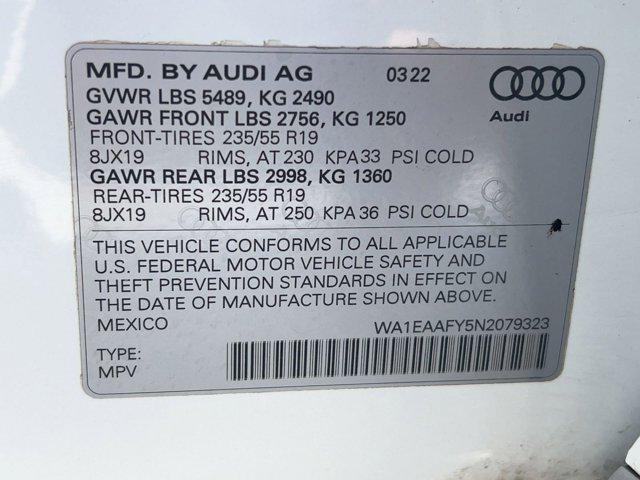 MFD. BY AUDI AG 03 22
GVWR LBS 5489, KG 2490
GAWR FRONT LBS 2756, KG 1250
Audi
FRONT-TIRES 235/55 R19
8JX19 RIMS, AT 230 KPA33 PSI COLD
GAWR REAR LBS 2998, KG 1360
REAR-TIRES 235/55 R19
8JX19 RIMS, AT 250 KPA 36 PSI COLD
THIS VEHICLE CONFORMS TO ALL APPLICABLE
U.S. FEDERAL MOTOR VEHICLE SAFETY AND
THEFT PREVENTION STANDARDS IN EFFECT ON
THE DATE OF MANUFACTURE SHOWN ABOVE.
MEXICO WA1EAAFY5N2079323
TYPE:
MPV